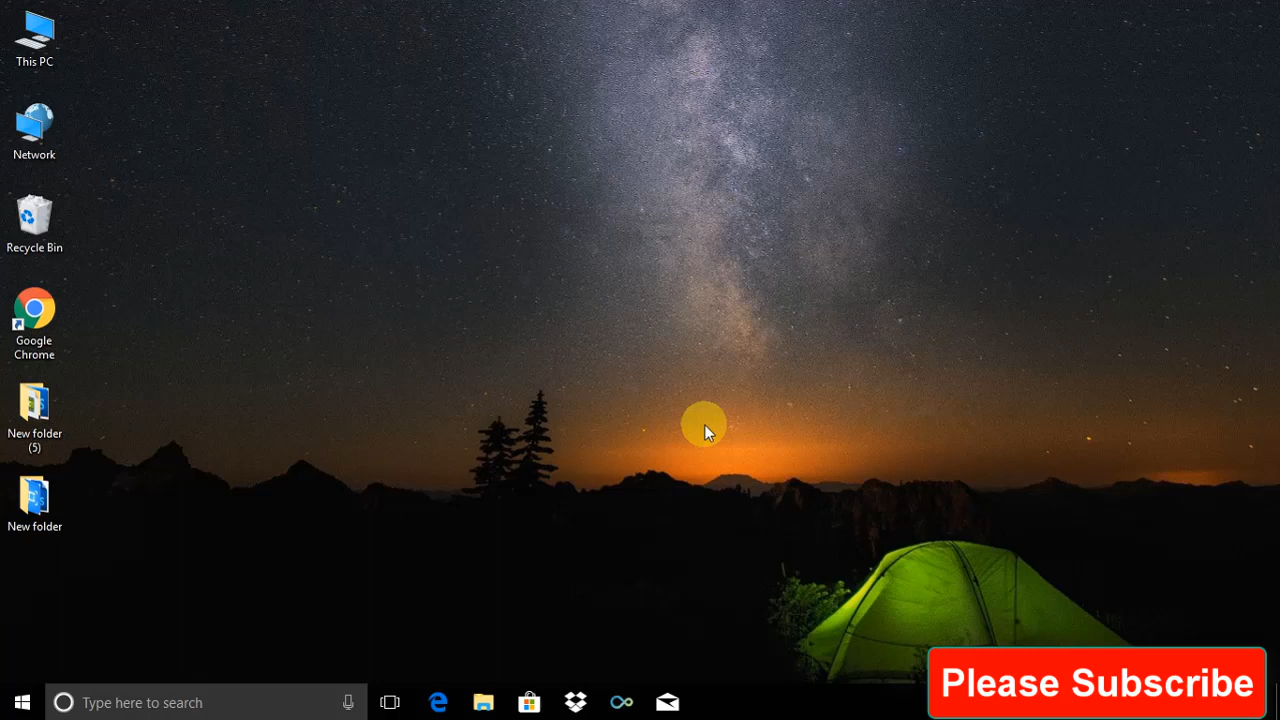 This PC
Network
Recycle Bin
Google
Chrome
New folder
(5)
New folder
Type here to search
Please Subscribe